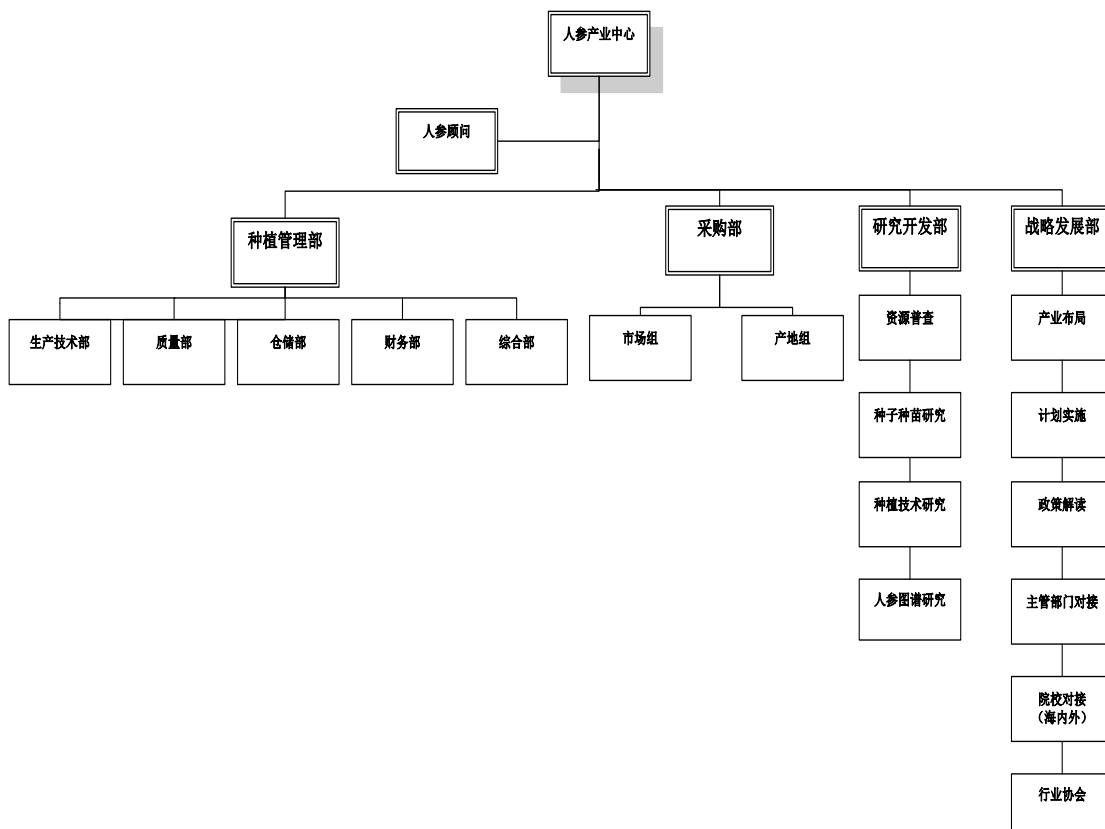 人参产业中心
人参顾问
种植管理部
采购部
研究开发部
战略发展部
生产技术部
质量部
仓储部
财务部
综合部
市场组
产地组
资源普查
产业布局
种子种苗研究
计划实施
种植技术研究
政策解读
人参图谱研究
主管部门对接
院校对接
（海内外）
行业协会